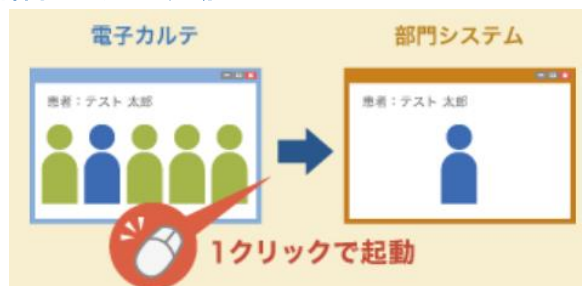 電子カルテ
部門システム
患者：テスト 太郎
患者：テスト 太郎
1クリックで起動